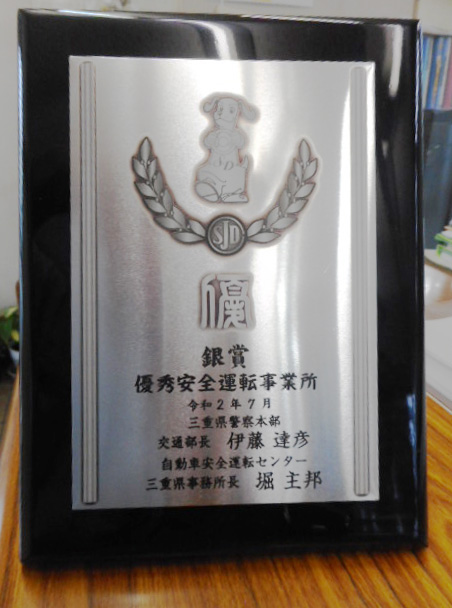 SJD
優
銀賞
優秀安全運転事業所
令和2年7月
三重県警察本部
交通部長 伊藤 達彦
自動車安全運転センター
三重県事務所長 堀 主邦